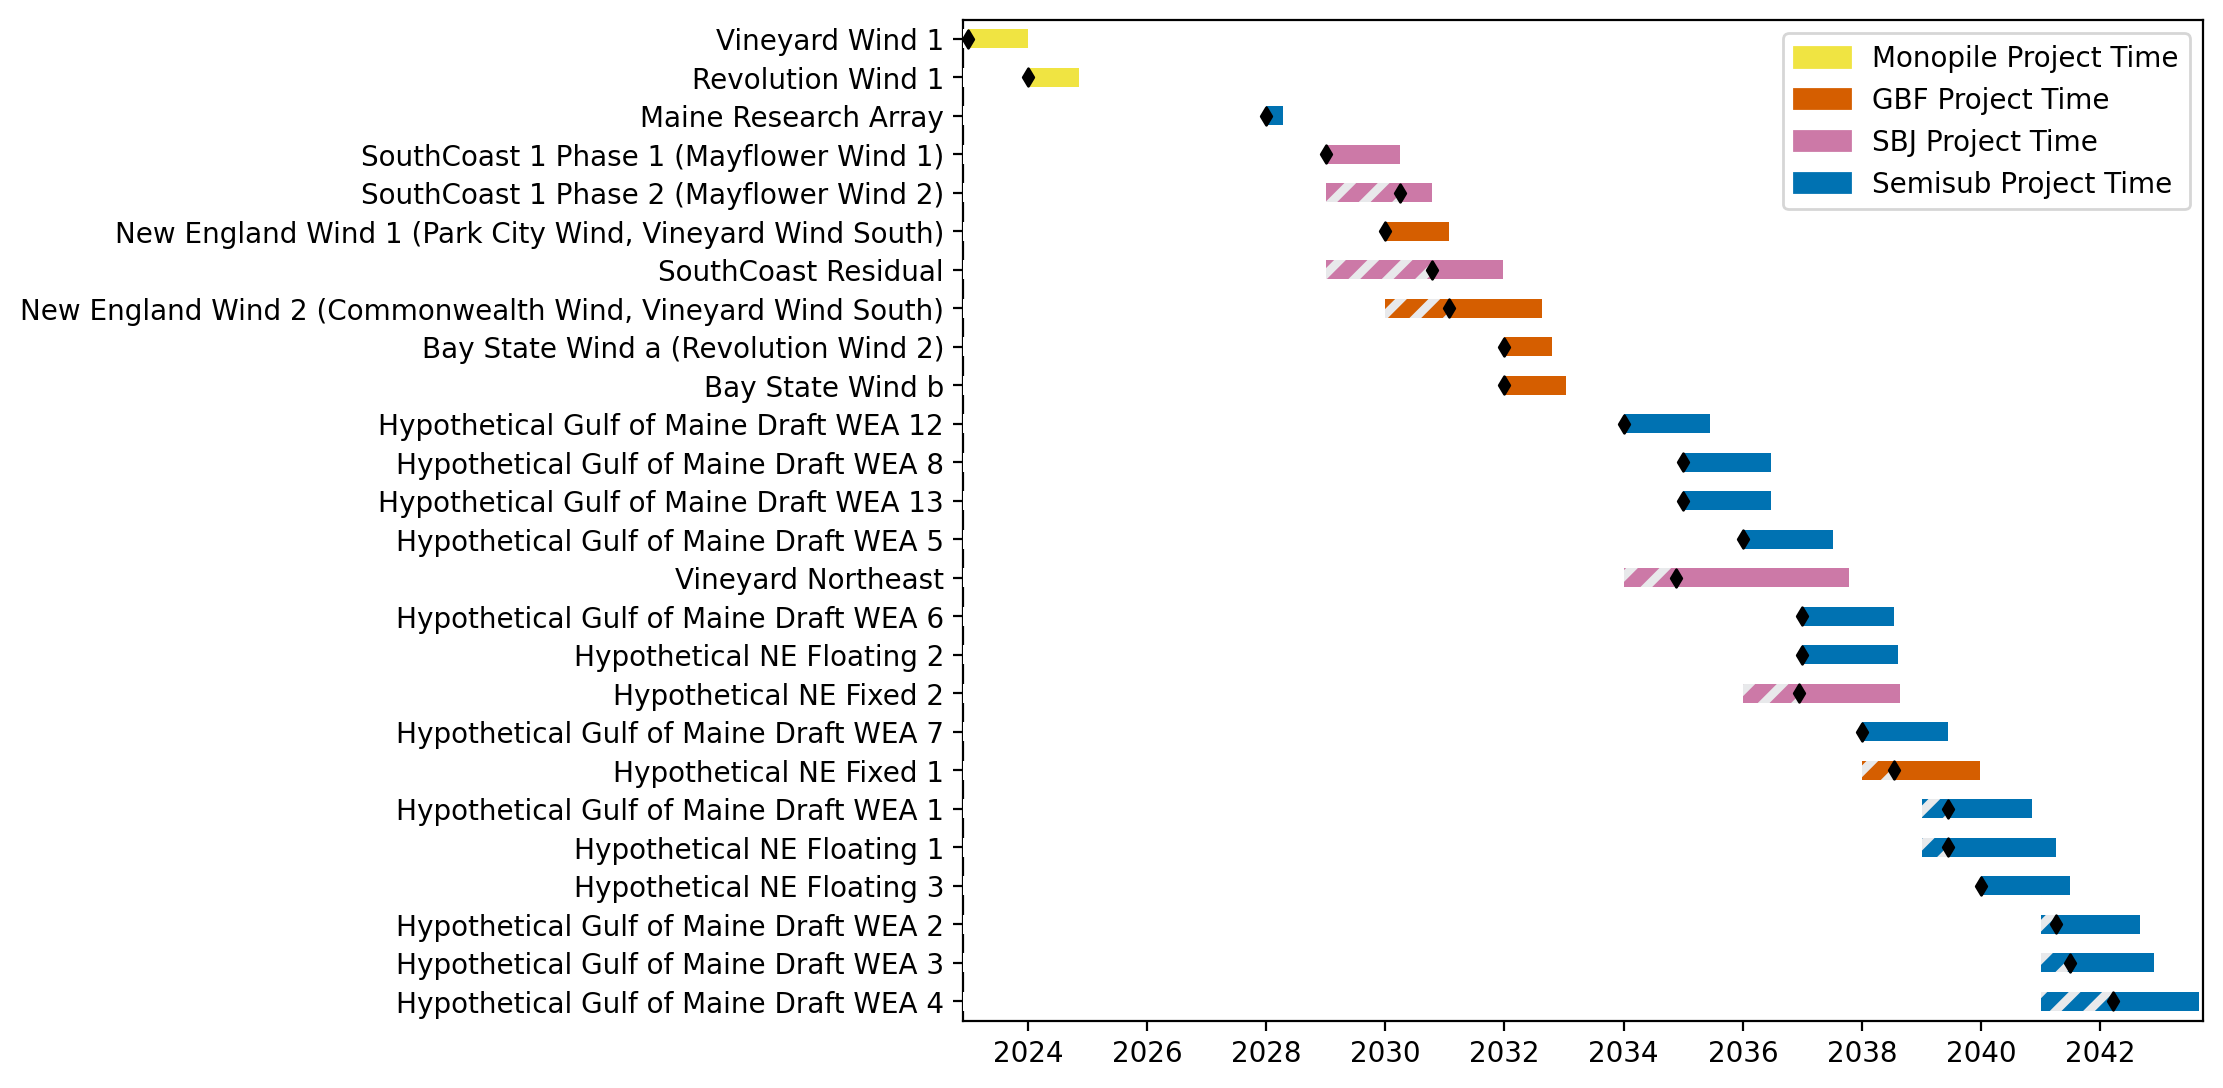 Vineyard Wind 1
Revolution Wind 1
Maine Research Array
SouthCoast 1 Phase 1 (Mayflower Wind 1)
SouthCoast 1 Phase 2 (Mayflower Wind 2)
New England Wind 1 (Park City Wind, Vineyard Wind South)
SouthCoast Residual
New England Wind 2 (Commonwealth Wind, Vineyard Wind South)
Bay State Wind a (Revolution Wind 2)
Bay State Wind b
Hypothetical Gulf of Maine Draft WEA 12
Hypothetical Gulf of Maine Draft WEA 8
Hypothetical Gulf of Maine Draft WEA 13
Hypothetical Gulf of Maine Draft WEA 5
Vineyard Northeast
Hypothetical Gulf of Maine Draft WEA 6
Hypothetical NE Floating 2
Hypothetical NE Fixed 2
Hypothetical Gulf of Maine Draft WEA 7
Hypothetical NE Fixed 1
Hypothetical Gulf of Maine Draft WEA 1
Hypothetical NE Floating 1
Hypothetical NE Floating 3
Hypothetical Gulf of Maine Draft WEA 2
Hypothetical Gulf of Maine Draft WEA 3
Hypothetical Gulf of Maine Draft WEA 4
Monopile Project Time
GBF Project Time
SBJ Project Time
Semisub Project Time
2024 2026 2028 2030 2032 2034 2036 2038 2040 2042